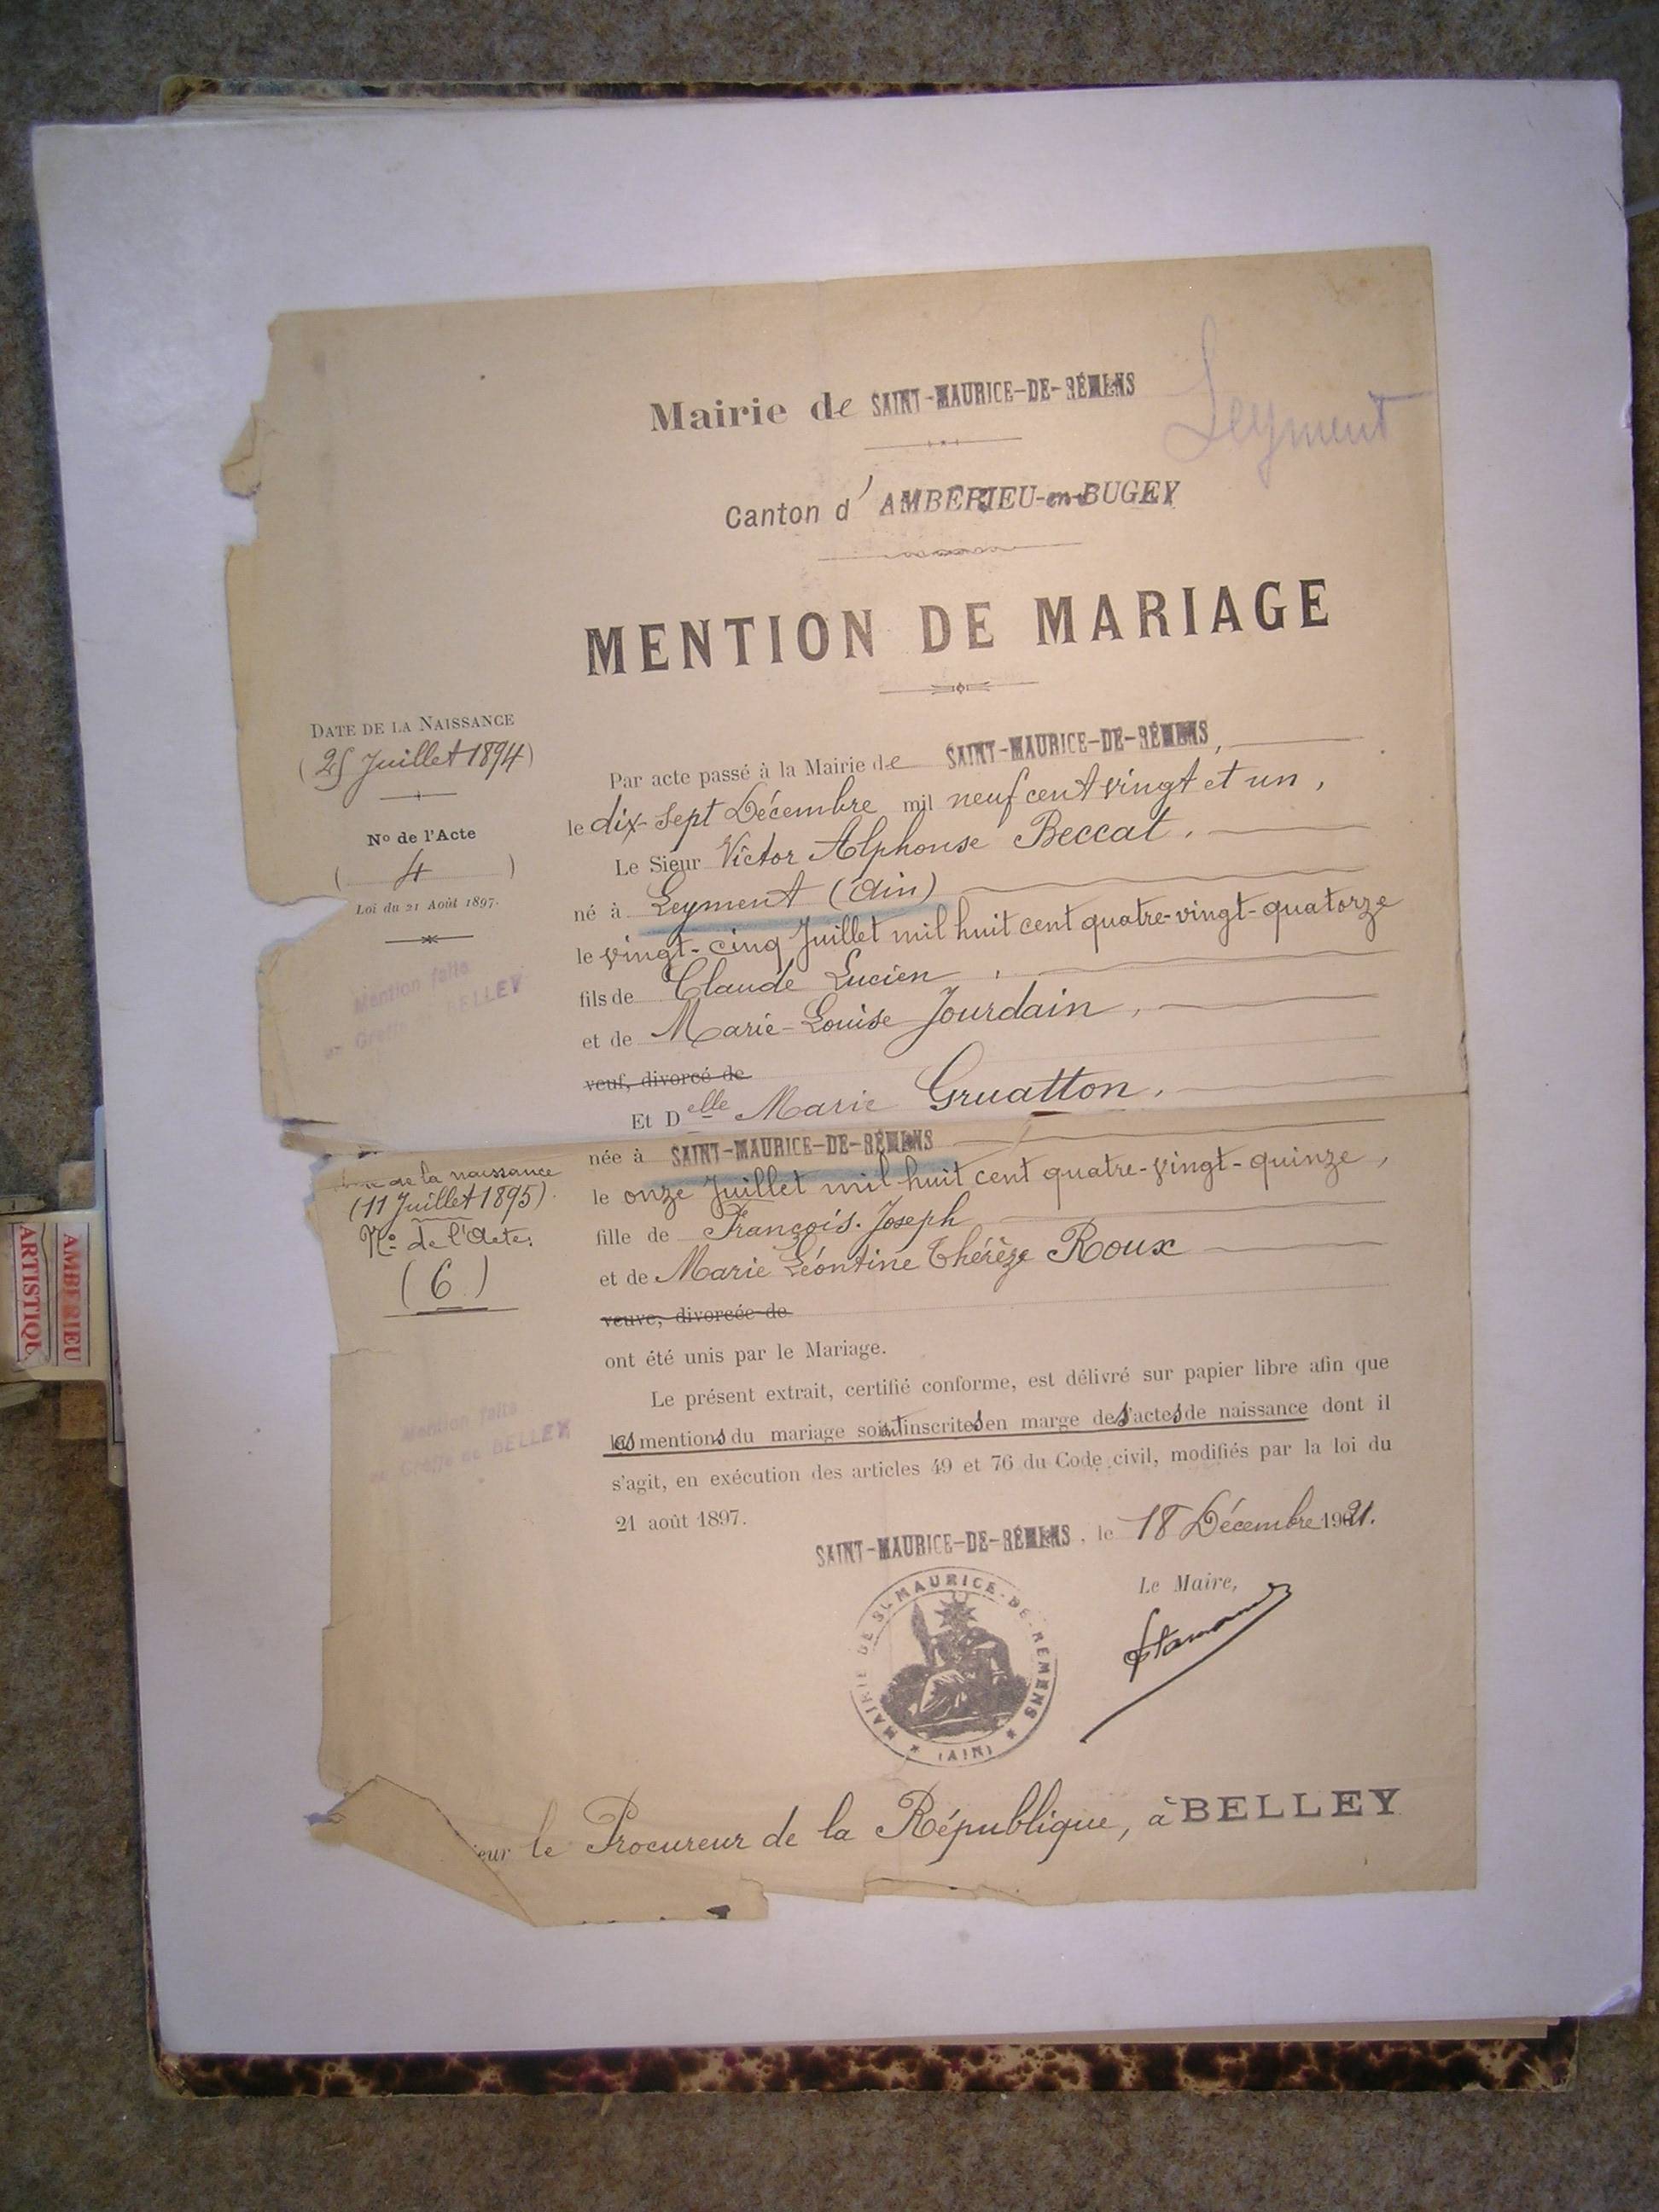 Leyment
Mairie de SAINT-MAURICE-DE-RÉMENS
Canton d'AMBÉRIEU-en-BUGEY
MENTION DE MARIAGE
DATE DE LA NAISSANCE
(25 Juillet 1894)
No de l'Acte
( 4 )
Loi du 21 Août 1897.
Mention faite
au Greffe BELLEY
Par acte passé à la Mairie de SAINT-MAURICE-DE-RÉMENS,
le dix-sept Décembre mil neuf cent vingt et un,
Le Sieur Victor Alphonse Beccat,
né à Leyment (Ain)
le vingt-cinq Juillet mil huit cent quatre-vingt-quatorze
fils de Claude Lucien,
et de Marie-Louise Jourdain,
veuf, divorcé de
Et Delle Marie Gruatton,
née à SAINT-MAURICE-DE-RÉMENS
le onze Juillet mil huit cent quatre-vingt-quinze,
fille de François-Joseph
et de Marie Léontine Thérèze Roux
veuve, divorcée de
ont été unis par le Mariage.
de la naissance
(11 Juillet 1895).
No de l'Acte:
(6)
Mention faite
au Greffe de BELLEY
Le présent extrait, certifié conforme, est délivré sur papier libre afin que
les mentions du mariage soient inscrites en marge des actes de naissance dont il
s'agit, en exécution des articles 49 et 76 du Code civil, modifiés par la loi du
21 août 1897.
SAINT-MAURICE-DE-RÉMENS, le 18 Décembre 1921.
Le Maire,
MAIRIE DE ST-MAURICE-DE-REMENS
(AIN)
ieur le Procureur de la République, à BELLEY
AMBERIEU
ARTISTIQU